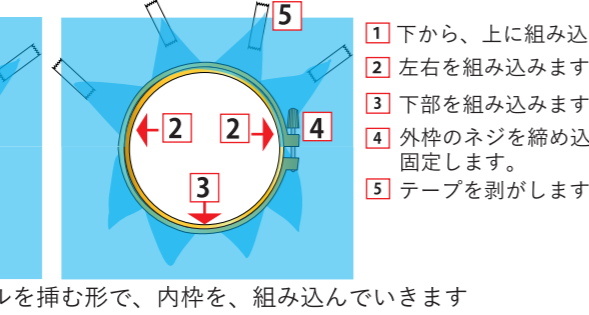 5
2
2
4
3
1 下から、上に組み込
2 左右を組み込みます
3 下部を組み込みます
4 外枠のネジを締め込
固定します。
5 テープを剥がします
ルを挿む形で、内枠を、組み込んでいきます